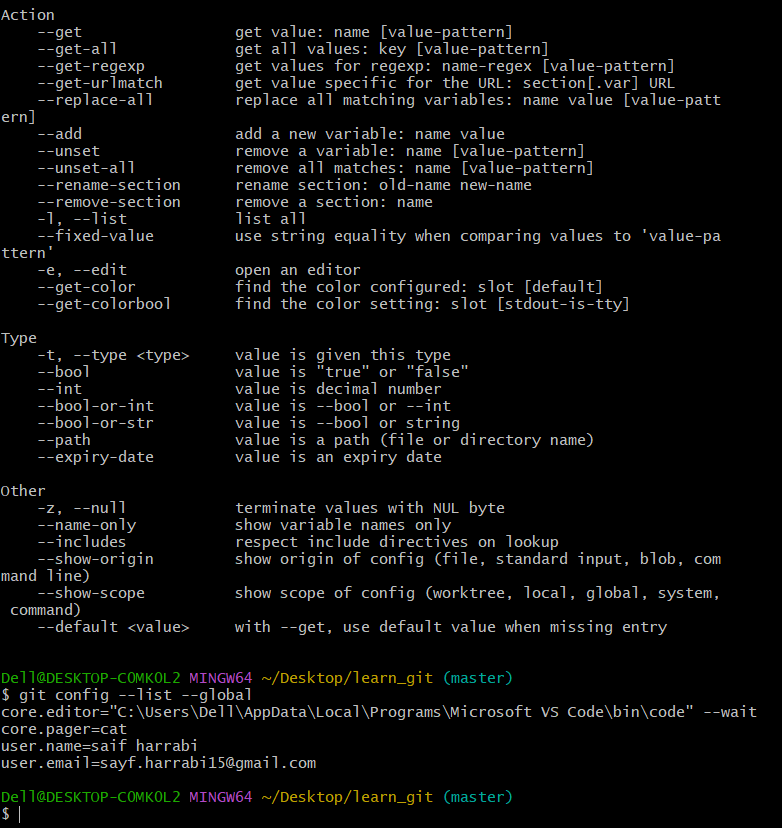 Action
    --get                 get value: name [value-pattern]
    --get-all             get all values: key [value-pattern]
    --get-regexp          get values for regexp: name-regex [value-pattern]
    --get-urlmatch        get value specific for the URL: section[.var] URL
    --replace-all         replace all matching variables: name value [value-patt
ern]
    --add                 add a new variable: name value
    --unset               remove a variable: name [value-pattern]
    --unset-all           remove all matches: name [value-pattern]
    --rename-section      rename section: old-name new-name
    --remove-section      remove a section: name
    -l, --list            list all
    --fixed-value         use string equality when comparing values to 'value-pa
ttern'
    -e, --edit            open an editor
    --get-color           find the color configured: slot [default]
    --get-colorbool       find the color setting: slot [stdout-is-tty]

Type
    -t, --type <type>     value is given this type
    --bool                value is "true" or "false"
    --int                 value is decimal number
    --bool-or-int         value is --bool or --int
    --bool-or-str         value is --bool or string
    --path                value is a path (file or directory name)
    --expiry-date         value is an expiry date

Other
    -z, --null            terminate values with NUL byte
    --name-only           show variable names only
    --includes            respect include directives on lookup
    --show-origin         show origin of config (file, standard input, blob, com
mand line)
    --show-scope          show scope of config (worktree, local, global, system,
 command)
    --default <value>     with --get, use default value when missing entry

Dell@DESKTOP-COMKOL2 MINGW64 ~/Desktop/learn_git (master)
$ git config --list --global
core.editor="C:\Users\Dell\AppData\Local\Programs\Microsoft VS Code\bin\code" --wait
core.pager=cat
user.name=saif harrabi
user.email=sayf.harrabi15@gmail.com

Dell@DESKTOP-COMKOL2 MINGW64 ~/Desktop/learn_git (master)
$